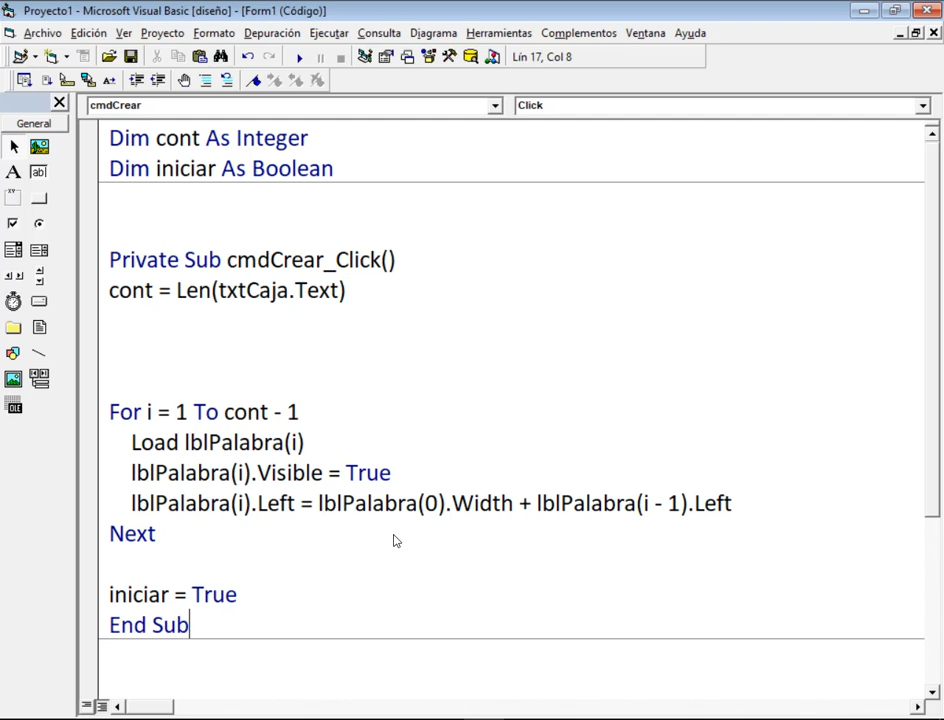 Proyecto1 - Microsoft Visual Basic [diseño] - [Form1 (Código)]
Archivo Edición Ver Proyecto Formato Depuración Ejecutar Consulta Diagrama Herramientas Complementos Ventana Ayuda
Lín 17, Col 8
General
cmdCrear
Click
Dim cont As Integer
Dim iniciar As Boolean
Private Sub cmdCrear_Click()
cont = Len(txtCaja.Text)
For i = 1 To cont - 1
Load lblPalabra(i)
lblPalabra(i).Visible = True
lblPalabra(i).Left = lblPalabra(0).Width + lblPalabra(i - 1).Left
Next
iniciar = True
End Sub